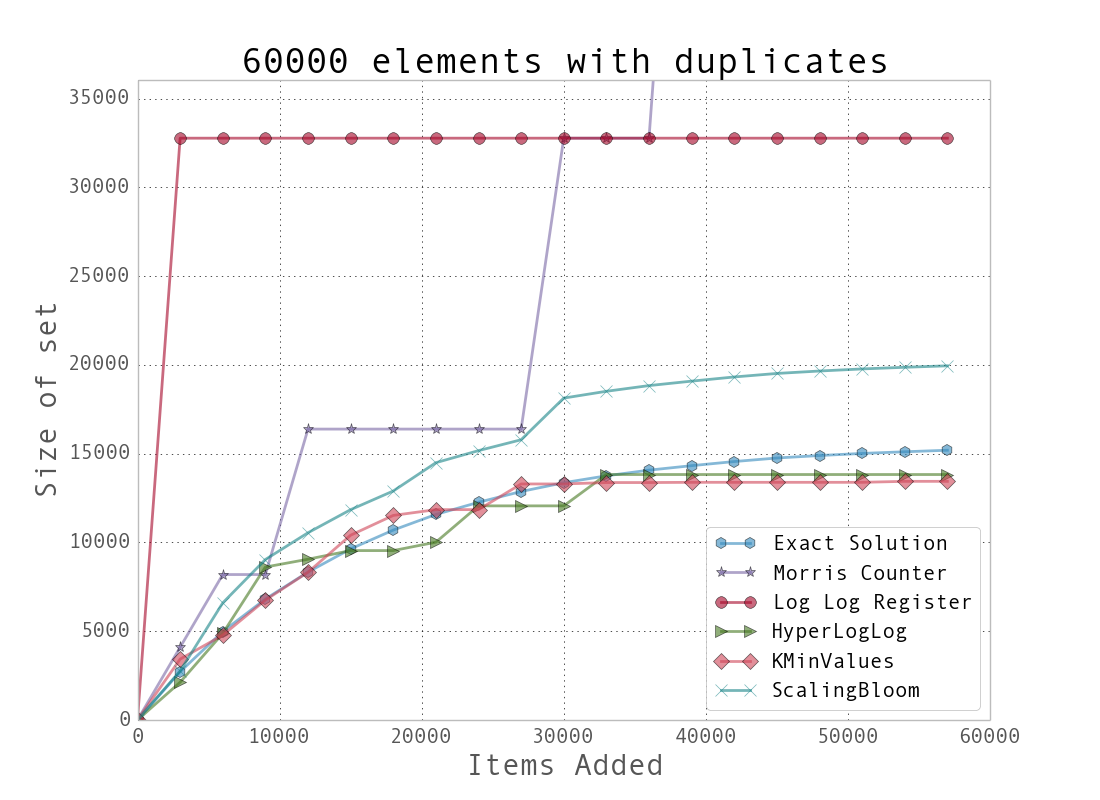 60000 elements with duplicates
Size of set
35000
30000
25000
20000
15000
10000
5000
0
0 10000 20000 30000 40000 50000 60000
Items Added
Exact Solution
Morris Counter
Log Log Register
HyperLogLog
KMinValues
ScalingBloom